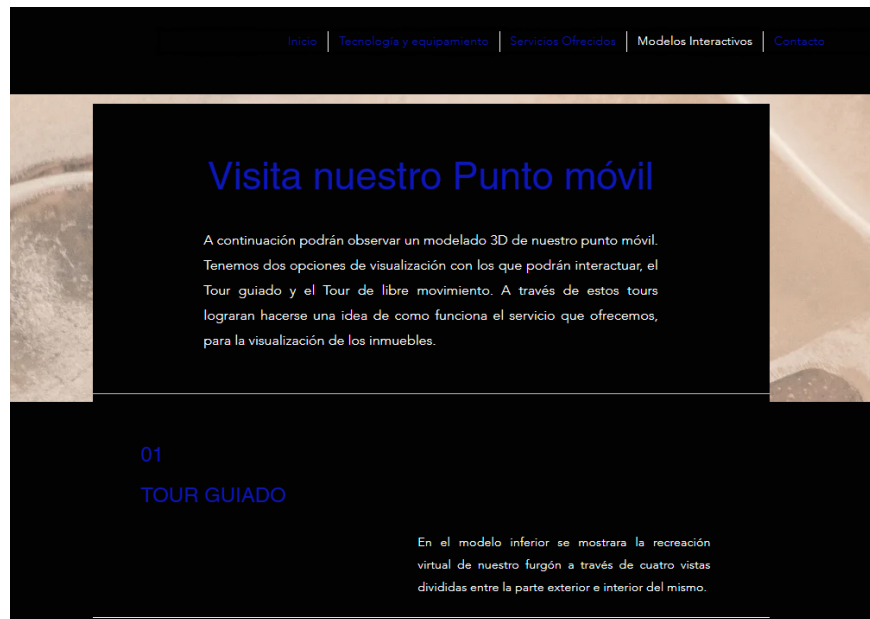 Inicio Tecnología y equipamiento Servicios Ofrecidos Modelos Interactivos Contacto
Visita nuestro Punto móvil
A continuación podrán observar un modelado 3D de nuestro punto móvil.
Tenemos dos opciones de visualización con los que podrán interactuar, el
Tour guiado y el Tour de libre movimiento. A través de estos tours
lograran hacerse una idea de como funciona el servicio que ofrecemos,
para la visualización de los inmuebles.
01
TOUR GUIADO
En el modelo inferior se mostrara la recreación
virtual de nuestro furgón a través de cuatro vistas
divididas entre la parte exterior e interior del mismo.